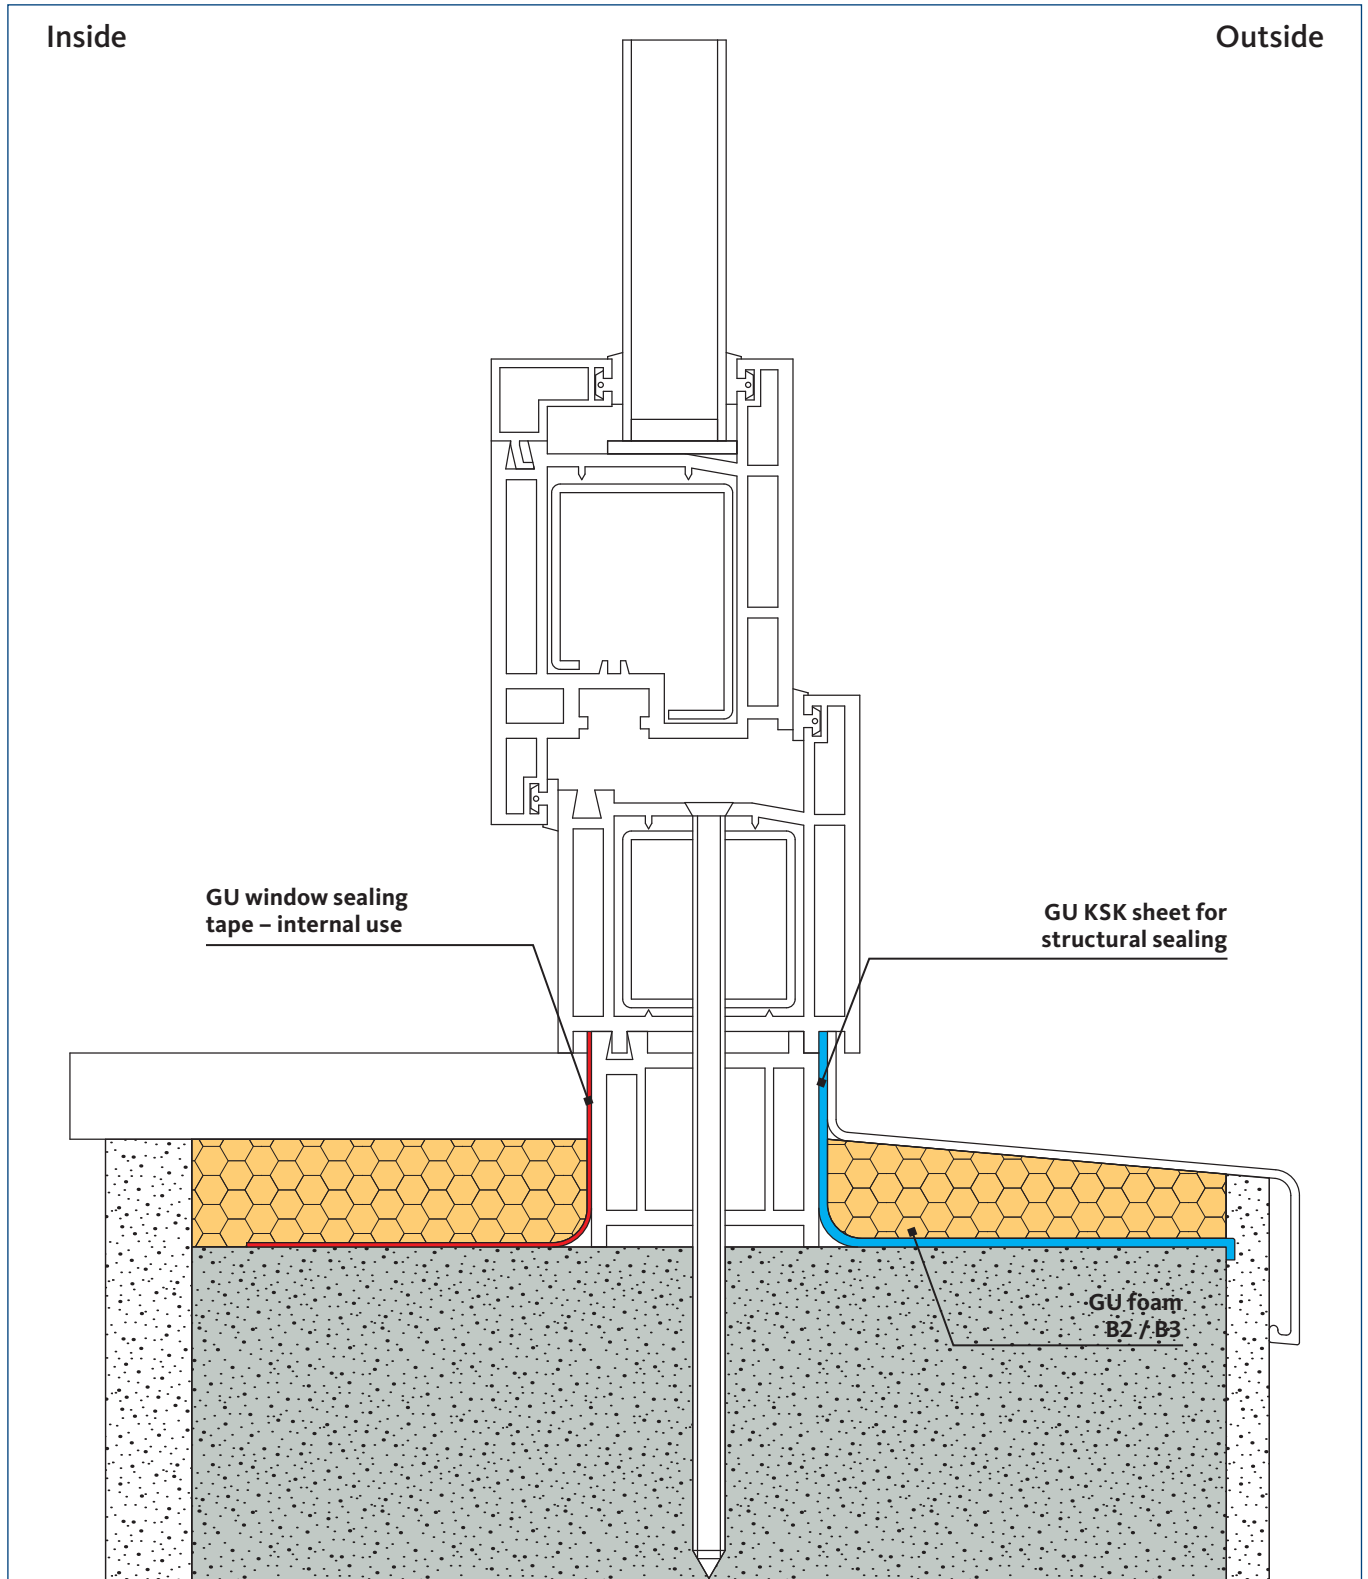 Inside
Outside
GU window sealing
tape – internal use
GU KSK sheet for
structural sealing
GU foam
B2 / B3